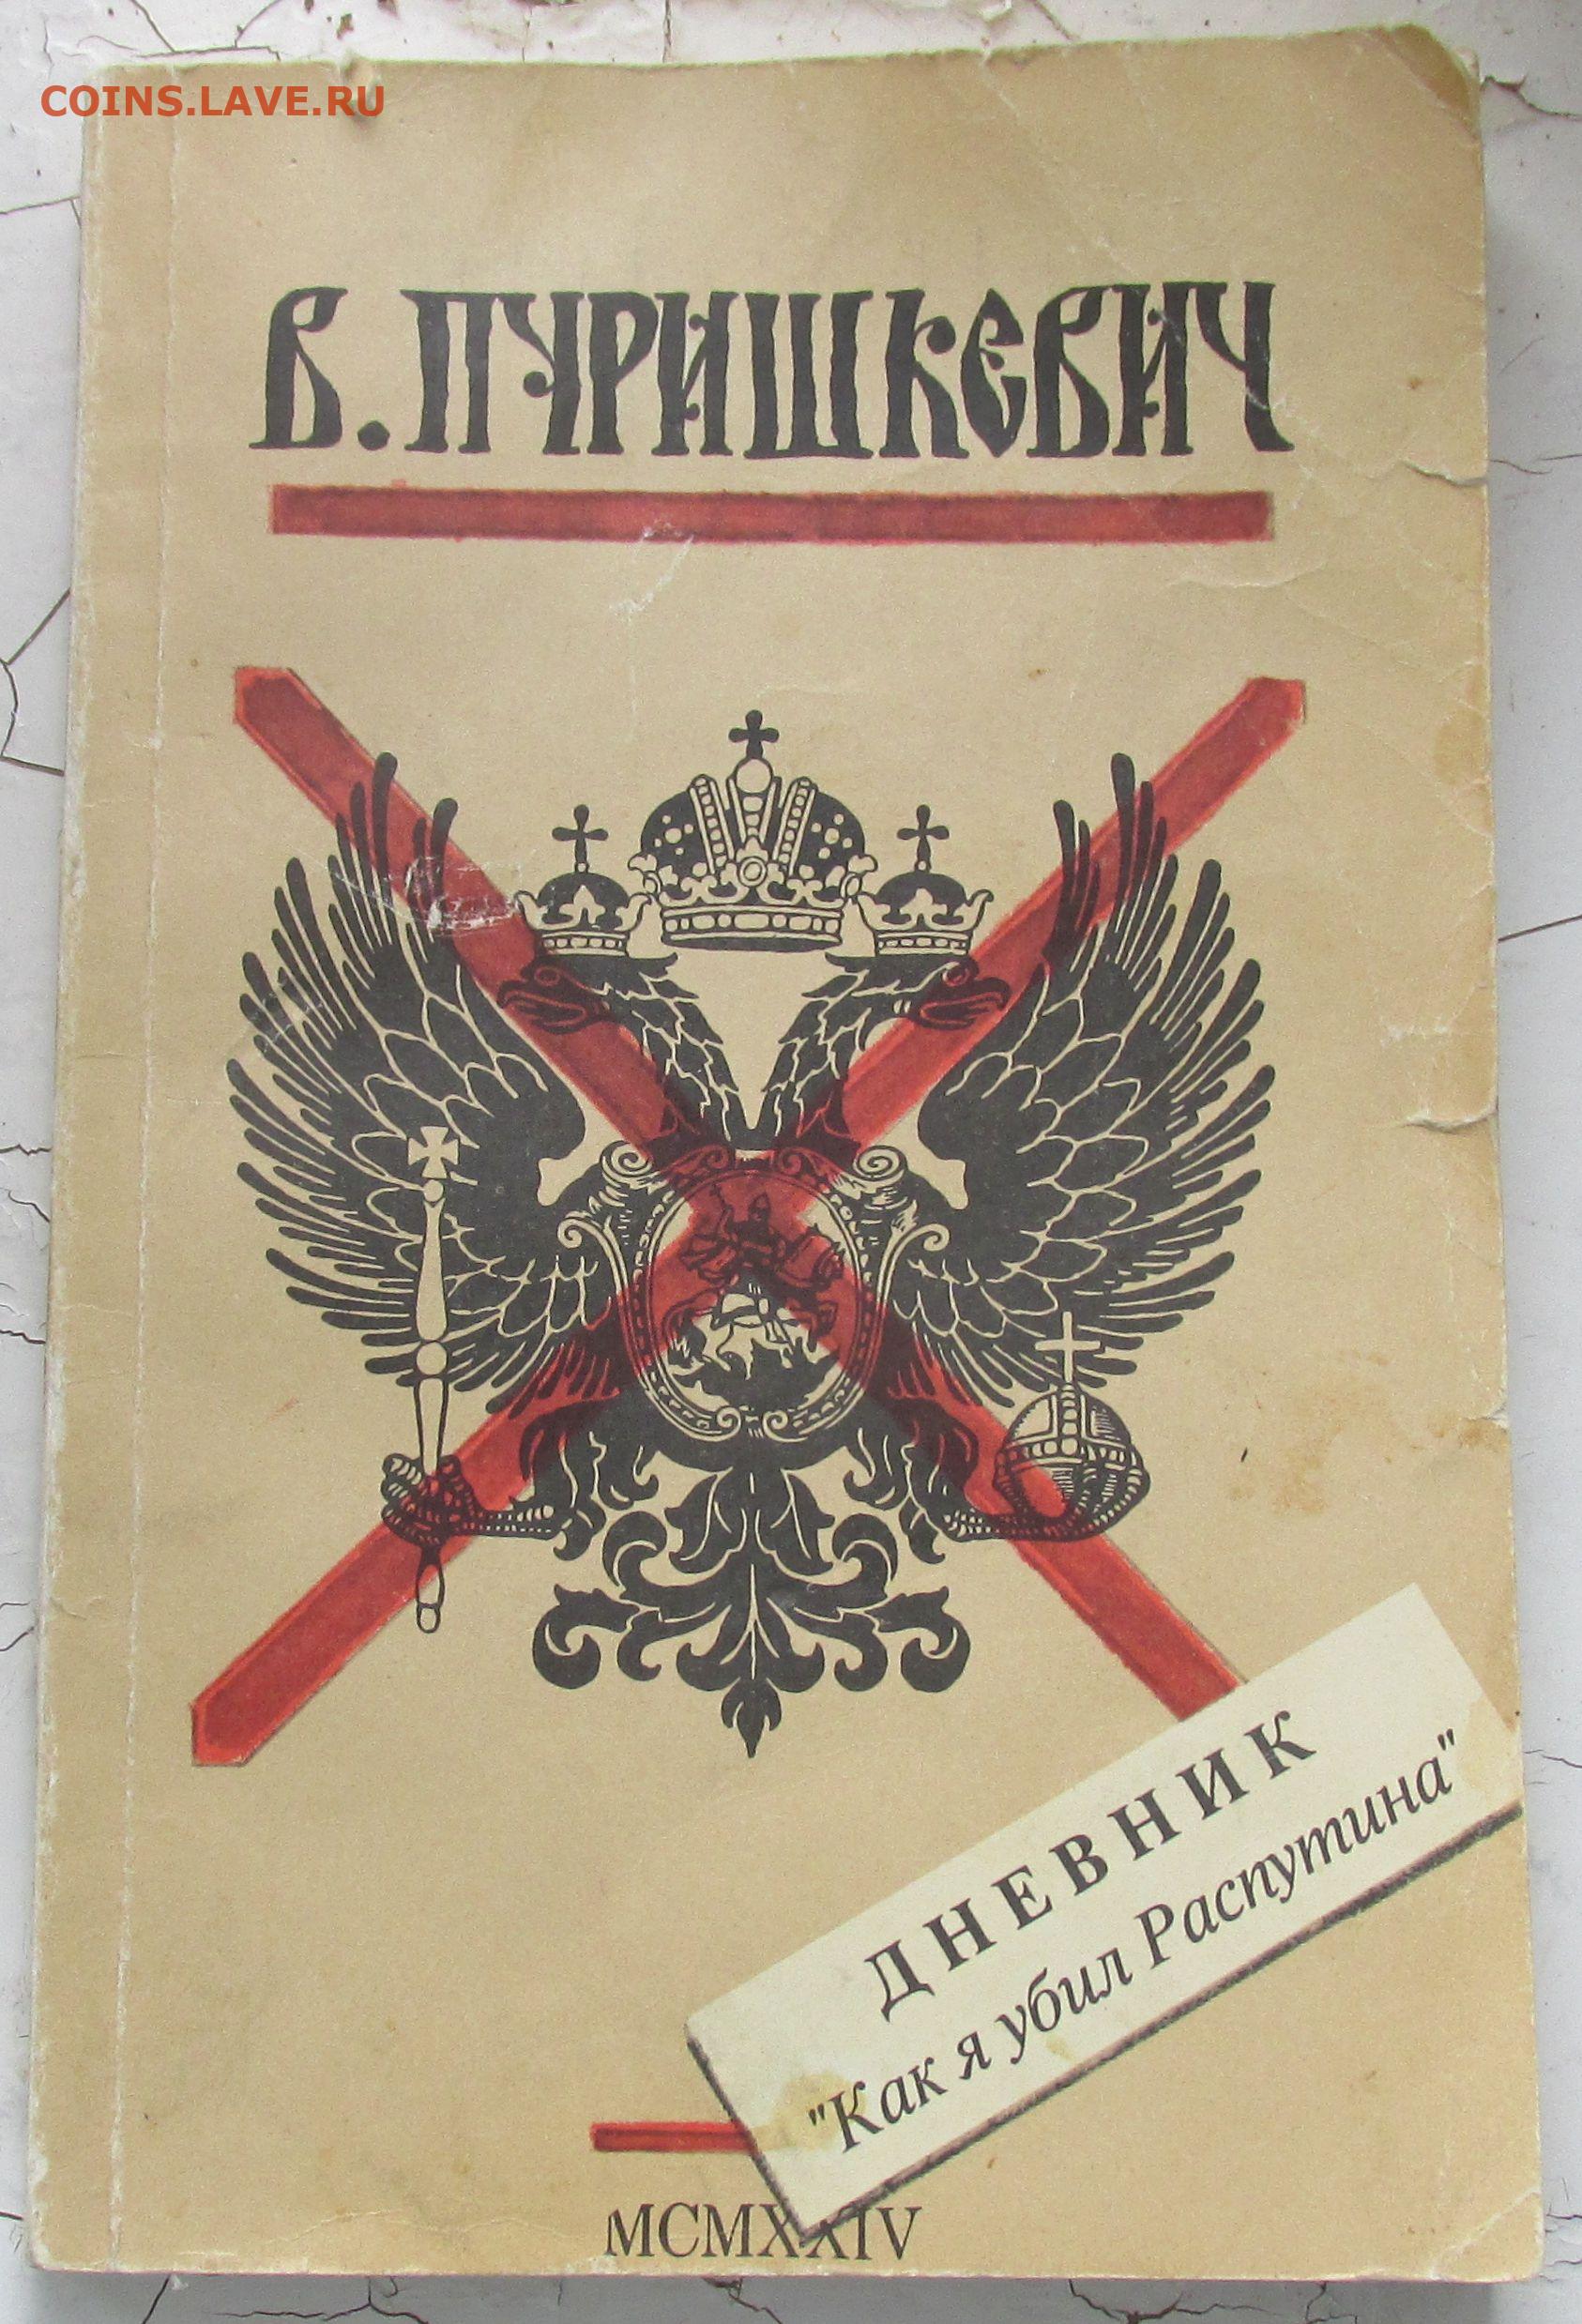 COINS.LAVE.RU
В. ПУРИШКЕВИЧ
ДНЕВНИК
"Как я убил Распутина"
MCMXXIV